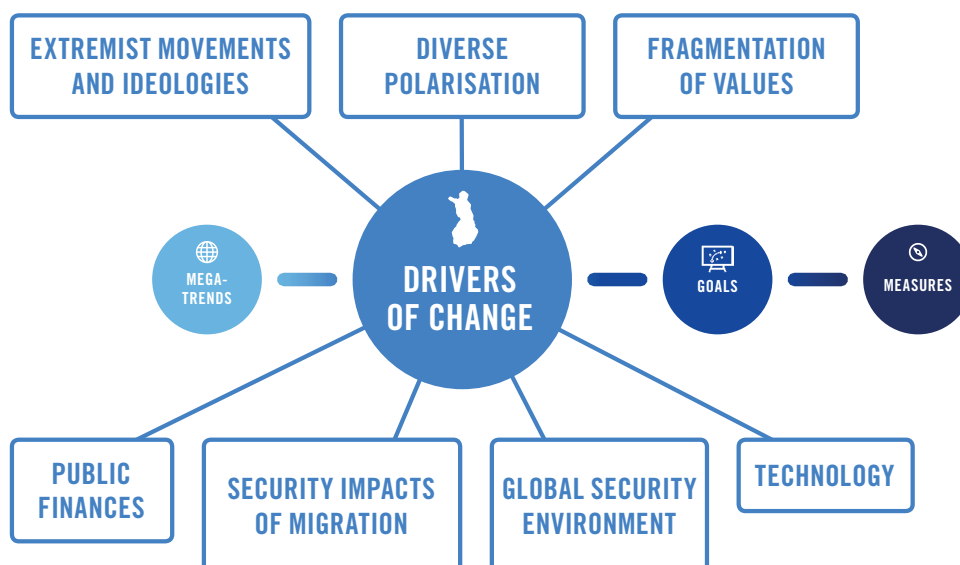 EXTREMIST MOVEMENTS
AND IDEOLOGIES
DIVERSE
POLARISATION
FRAGMENTATION
OF VALUES
MEGA-
TRENDS
DRIVERS
OF CHANGE
GOALS
MEASURES
PUBLIC
FINANCES
SECURITY IMPACTS
OF MIGRATION
GLOBAL SECURITY
ENVIRONMENT
TECHNOLOGY